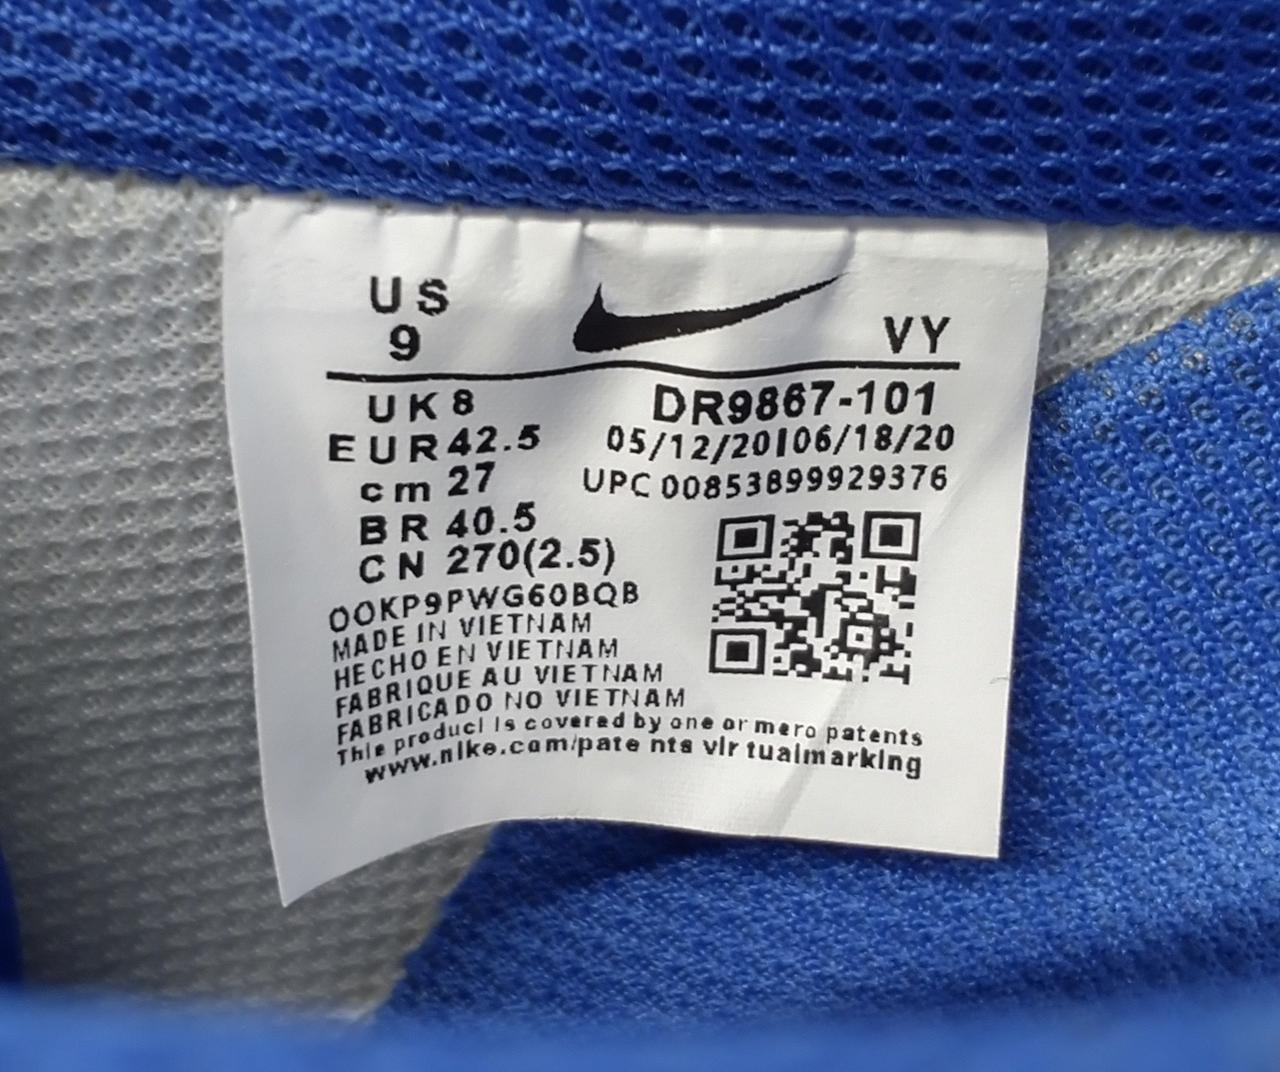 US
9
VY
UK 8
EUR 42.5
cm 27
BR 40.5
CN 270(2.5)
DR9867-101
05/12/20|06/18/20
UPC 00853899929376
OOKP9PWG60BQB
MADE IN VIETNAM
HECHO EN VIETNAM
FABRIQUE AU VIETNAM
FABRICADO NO VIETNAM
This producl is covered by one or mero patents
www.nike.com/pate nts vir tualmarking